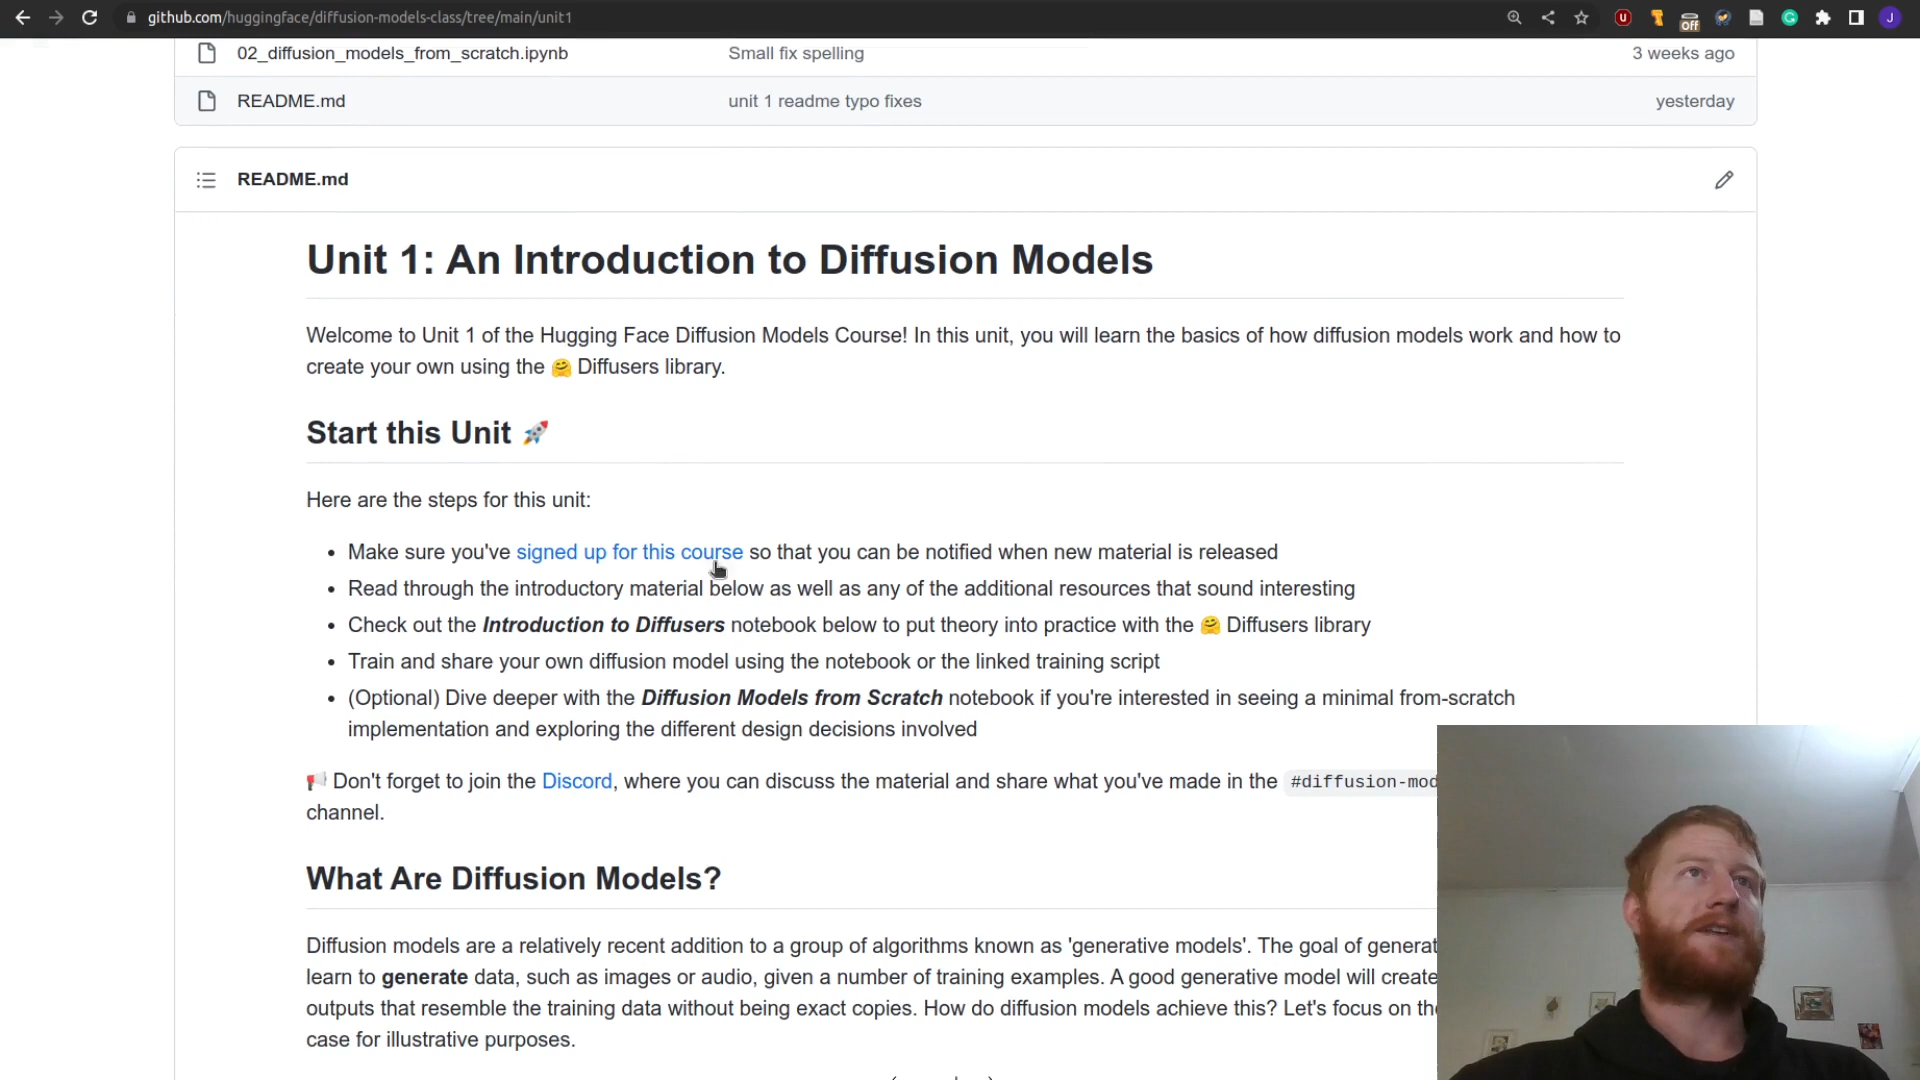 github.com/huggingface/diffusion-models-class/tree/main/unit1
Off
J
02_diffusion_models_from_scratch.ipynb Small fix spelling 3 weeks ago
README.md unit 1 readme typo fixes yesterday
README.md
Unit 1: An Introduction to Diffusion Models
Welcome to Unit 1 of the Hugging Face Diffusion Models Course! In this unit, you will learn the basics of how diffusion models work and how to
create your own using the 🤗 Diffusers library.
Start this Unit 🚀
Here are the steps for this unit:
• Make sure you've signed up for this course so that you can be notified when new material is released
• Read through the introductory material below as well as any of the additional resources that sound interesting
• Check out the Introduction to Diffusers notebook below to put theory into practice with the 🤗 Diffusers library
• Train and share your own diffusion model using the notebook or the linked training script
• (Optional) Dive deeper with the Diffusion Models from Scratch notebook if you're interested in seeing a minimal from-scratch
implementation and exploring the different design decisions involved
📢 Don't forget to join the Discord, where you can discuss the material and share what you've made in the #diffusion-mod
channel.
What Are Diffusion Models?
Diffusion models are a relatively recent addition to a group of algorithms known as 'generative models'. The goal of generat
learn to generate data, such as images or audio, given a number of training examples. A good generative model will create
outputs that resemble the training data without being exact copies. How do diffusion models achieve this? Let's focus on the
case for illustrative purposes.